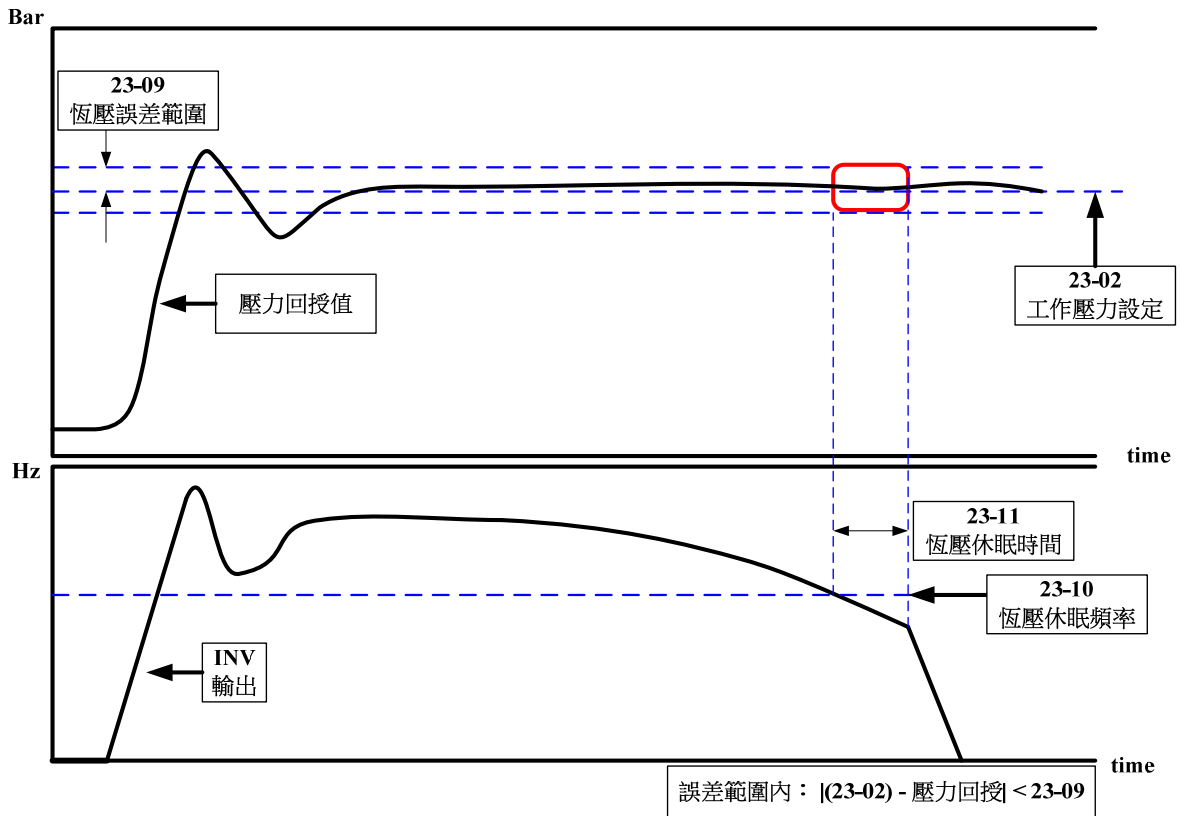 Bar
23-09
恆壓誤差範圍
壓力回授值
23-02
工作壓力設定
time
Hz
23-11
恆壓休眠時間
23-10
恆壓休眠頻率
INV
輸出
time
誤差範圍內： |(23-02) - 壓力回授| < 23-09